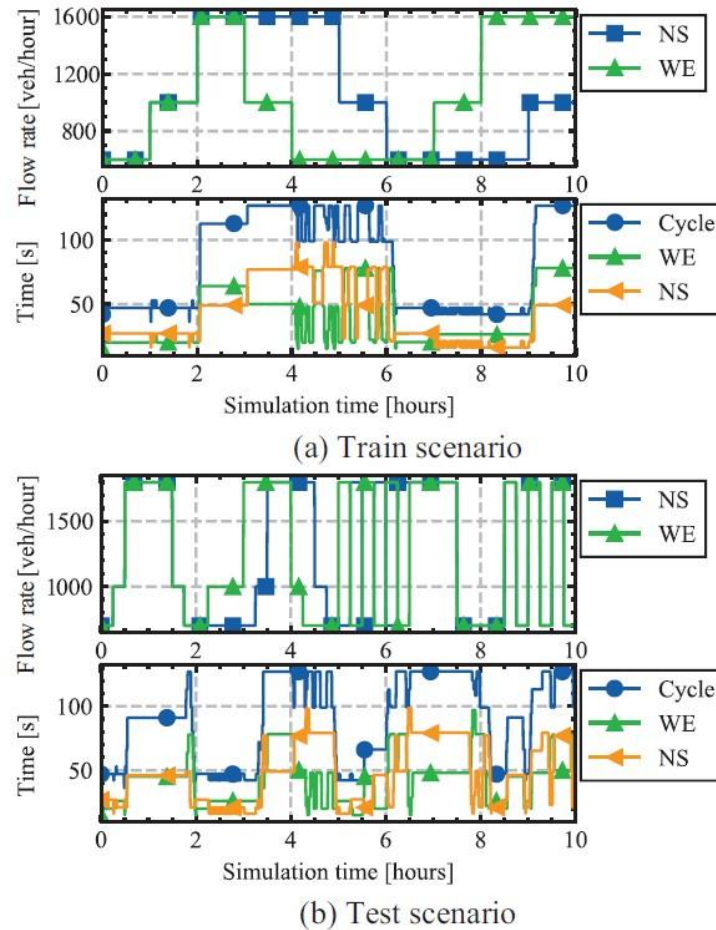 1600
1200
800
Flow rate [veh/hour]
0 2 4 6 8 10
NS
WE
100
50
Time [s]
0 2 4 6 8 10
Simulation time [hours]
Cycle
WE
NS
(a) Train scenario
1500
1000
Flow rate [veh/hour]
0 2 4 6 8 10
NS
WE
100
50
Time [s]
0 2 4 6 8 10
Simulation time [hours]
Cycle
WE
NS
(b) Test scenario